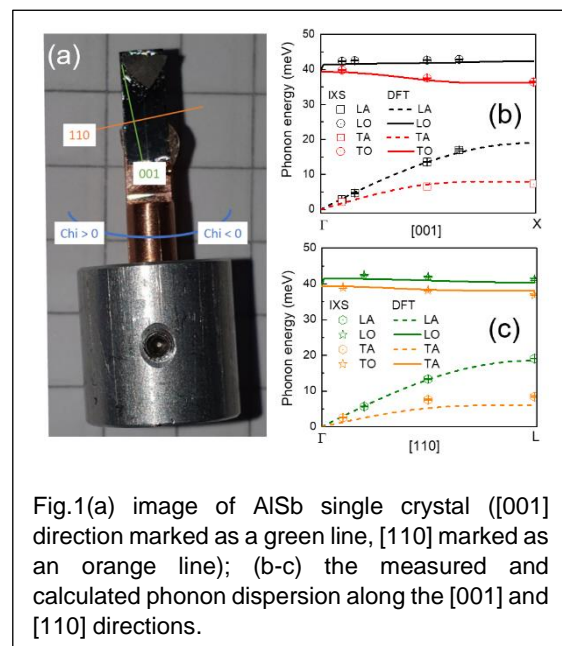 (a)
110
001
Chi > 0
Chi < 0
Phonon energy (meV)
50
40
30
20
10
0
IXS DFT
LA LA
LO LO
TA TA
TO TO
(b)
Γ [001] X
Phonon energy (meV)
50
40
30
20
10
0
IXS DFT
LA LA
LO LO
TA TA
TO TA
(c)
Γ [110] L
Fig.1(a) image of AlSb single crystal ([001]
direction marked as a green line, [110] marked as
an orange line); (b-c) the measured and
calculated phonon dispersion along the [001] and
[110] directions.